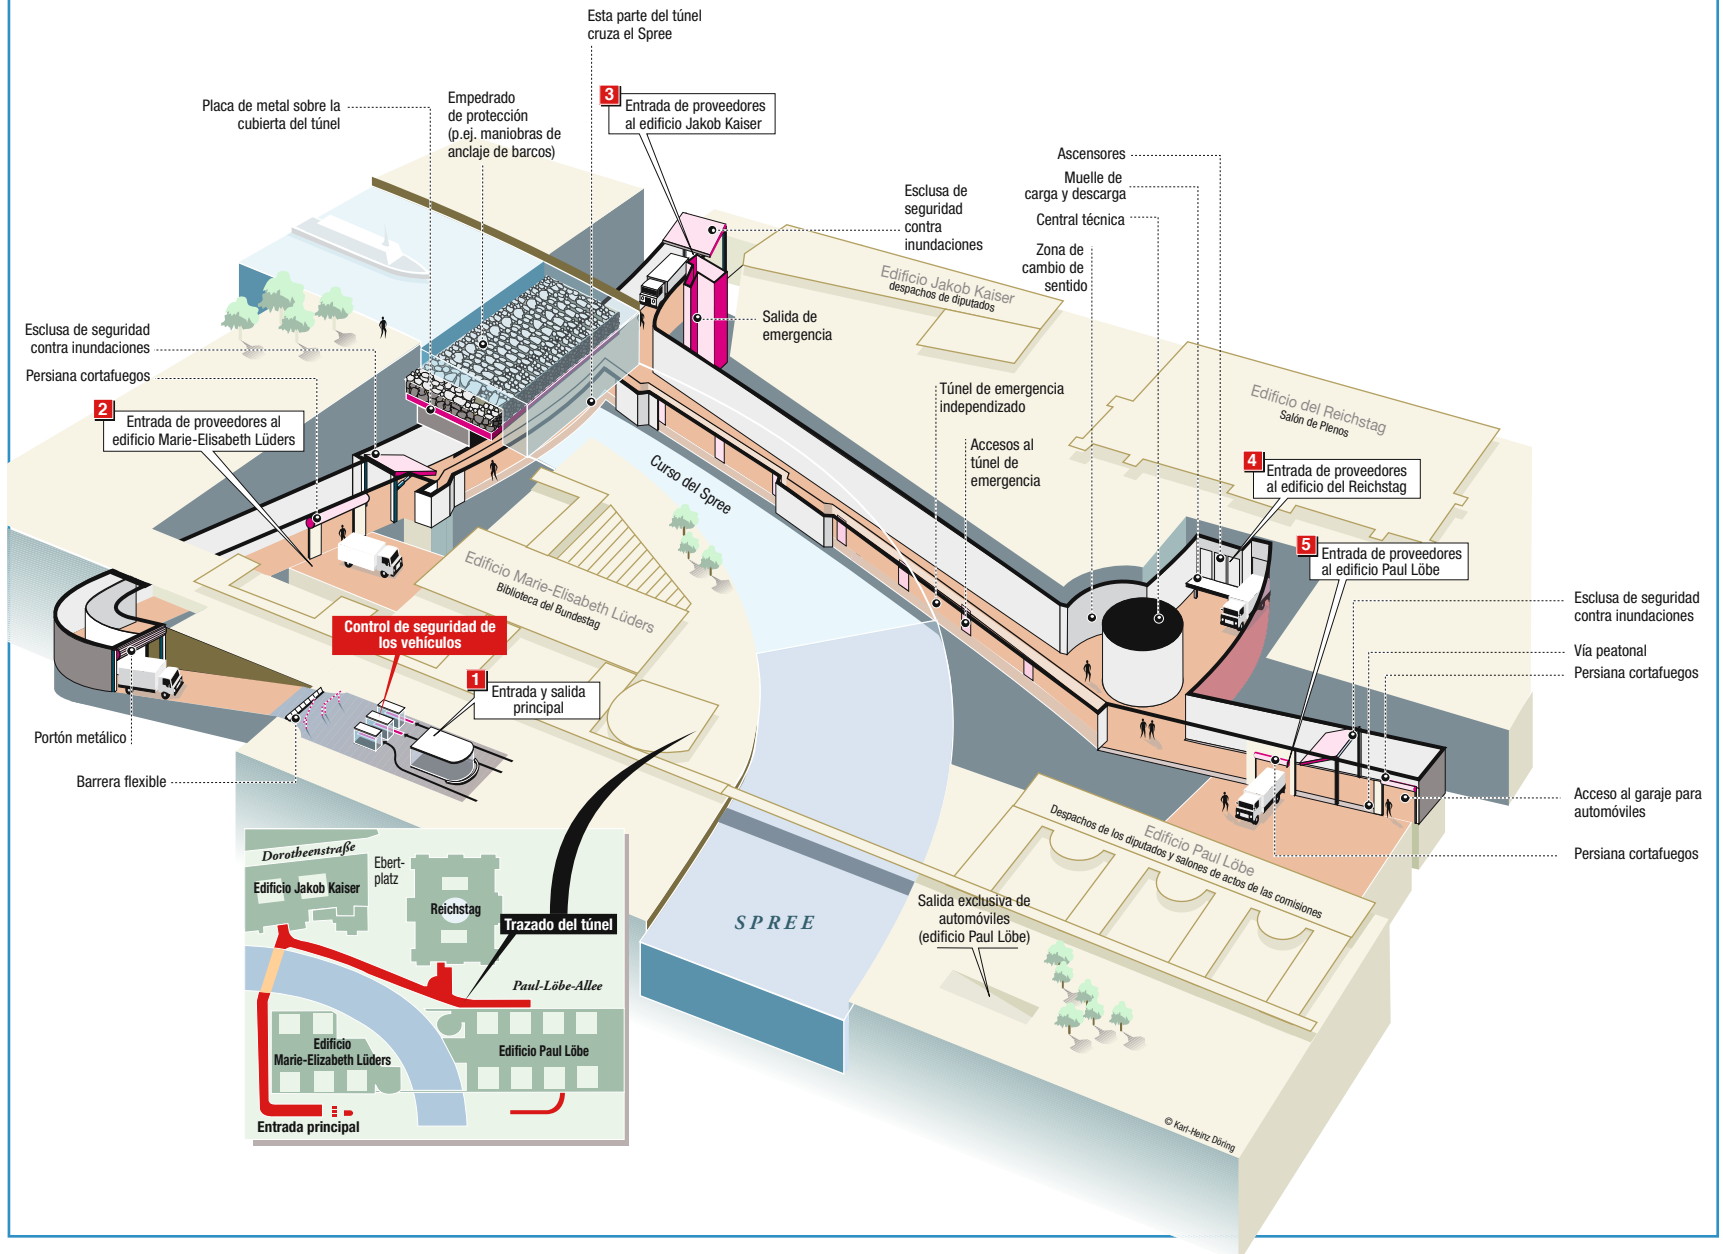 Esta parte del túnel
cruza el Spree
Placa de metal sobre la
cubierta del túnel
Empedrado
de protección
(p.ej. maniobras de
anclaje de barcos)
3
Entrada de proveedores
al edificio Jakob Kaiser
Esclusa de
seguridad
contra
inundaciones
Ascensores
Muelle de
carga y descarga
Central técnica
Zona de
cambio de
sentido
Edificio Jakob Kaiser
despachos de diputados
Salida de
emergencia
Esclusa de seguridad
contra inundaciones
Persiana cortafuegos
2
Entrada de proveedores al
edificio Marie-Elisabeth Lüders
Túnel de emergencia
independizado
Accesos al
túnel de
emergencia
Edificio del Reichstag
Salón de Plenos
4
Entrada de proveedores
al edificio del Reichstag
5
Entrada de proveedores
al edificio Paul Löbe
Curso del Spree
Edificio Marie-Elisabeth Lüders
Biblioteca del Bundestag
Control de seguridad de
los vehículos
1
Entrada y salida
principal
Portón metálico
Barrera flexible
Esclusa de seguridad
contra inundaciones
Vía peatonal
Persiana cortafuegos
Acceso al garaje para
automóviles
Persiana cortafuegos
Edificio Paul Löbe
Despachos de los diputados y salones de actos de las comisiones
Salida exclusiva de
automóviles
(edificio Paul Löbe)
SPREE
Dorotheenstraße
Ebert-
platz
Edificio Jakob Kaiser
Reichstag
Trazado del túnel
Paul-Löbe-Allee
Edificio
Marie-Elizabeth Lüders
Edificio Paul Löbe
Entrada principal
© Karl-Heinz Döring